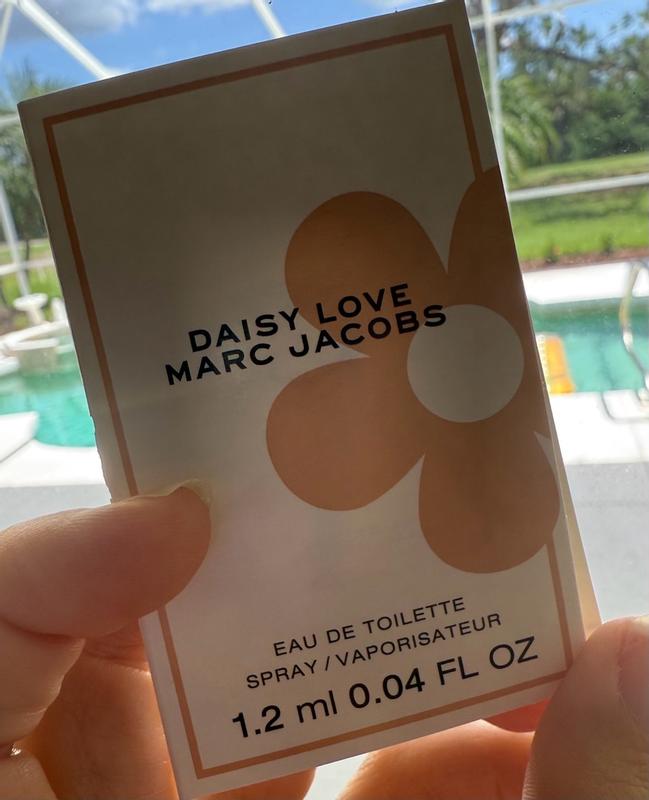 DAISY LOVE
MARC JACOBS
EAU DE TOILETTE
SPRAY / VAPORISATEUR
1.2 ml 0.04 FL OZ